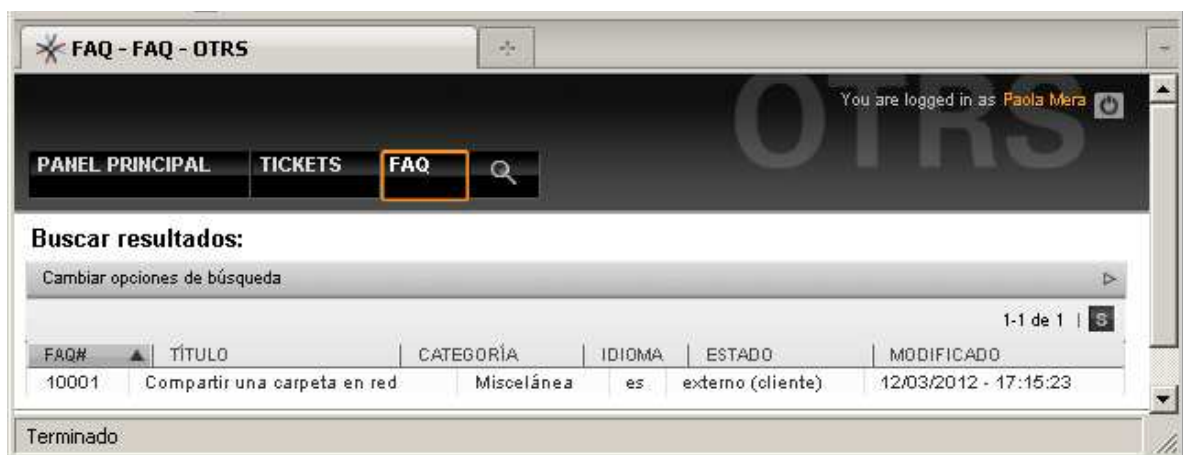 FAQ - FAQ - OTRS
OTRS
You are logged in as Paola Mera
PANEL PRINCIPAL TICKETS FAQ
Buscar resultados:
Cambiar opciones de búsqueda
1-1 de 1 | S
FAQ# TÍTULO CATEGORÍA IDIOMA ESTADO MODIFICADO
10001 Compartir una carpeta en red Miscelánea es externo (cliente) 12/03/2012 - 17:15:23
Terminado